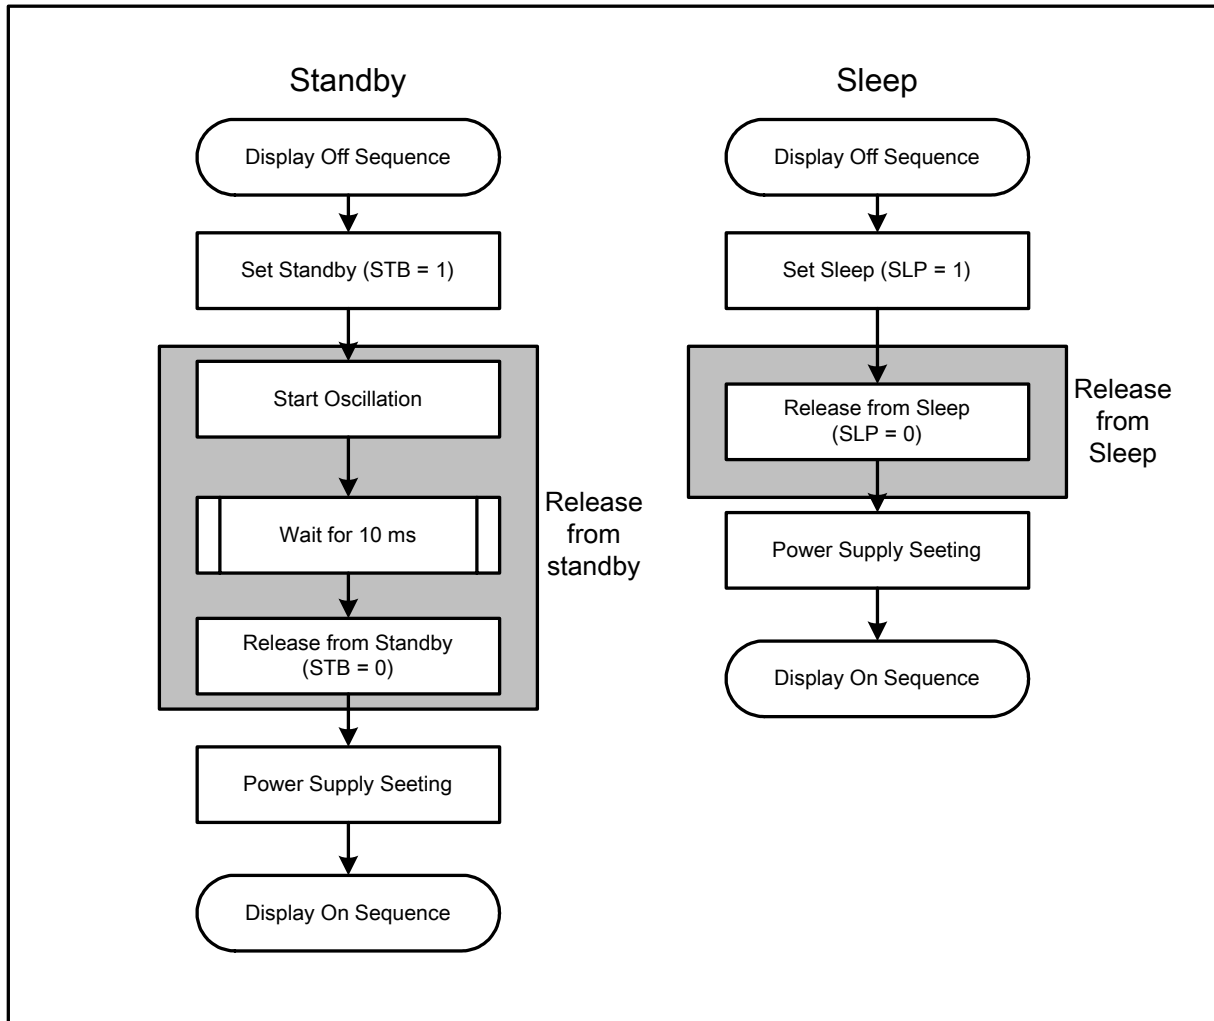 Standby
Display Off Sequence
Set Standby (STB = 1)
Start Oscillation
Wait for 10 ms
Release from Standby
(STB = 0)
Release
from
standby
Power Supply Seeting
Display On Sequence
Sleep
Display Off Sequence
Set Sleep (SLP = 1)
Release from Sleep
(SLP = 0)
Release
from
Sleep
Power Supply Seeting
Display On Sequence